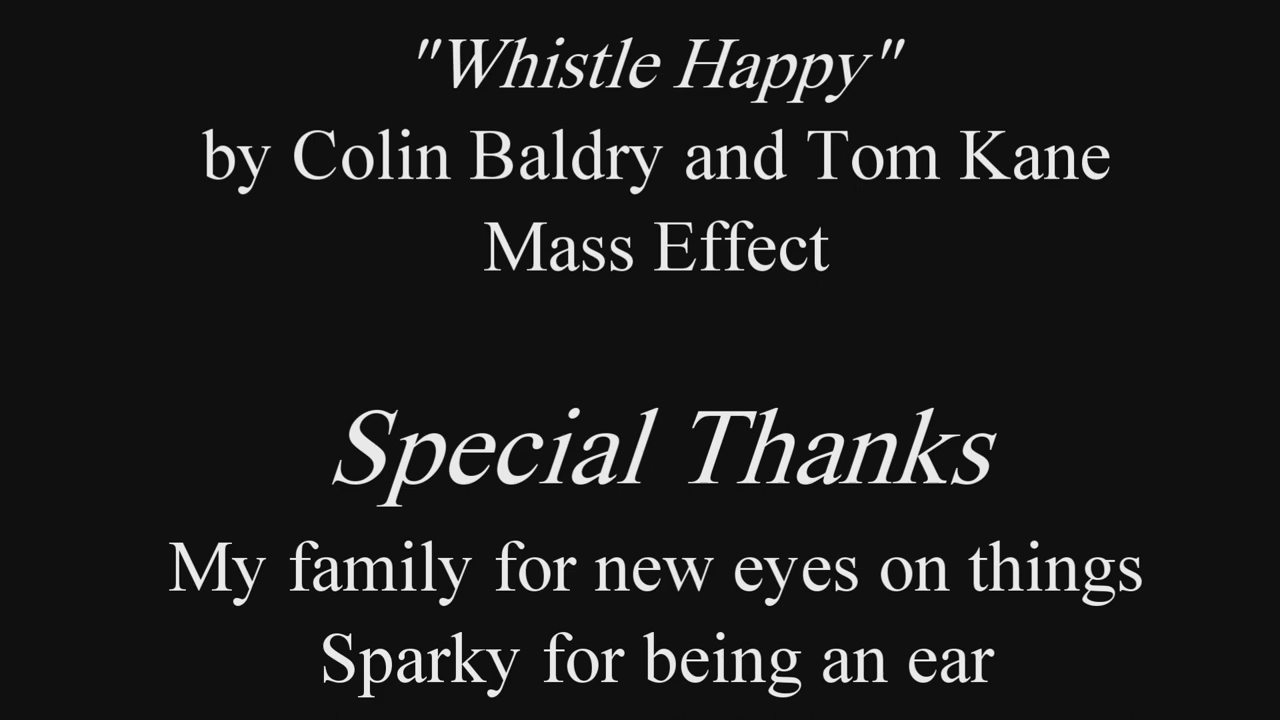 "Whistle Happy"
by Colin Baldry and Tom Kane
Mass Effect
Special Thanks
My family for new eyes on things
Sparky for being an ear